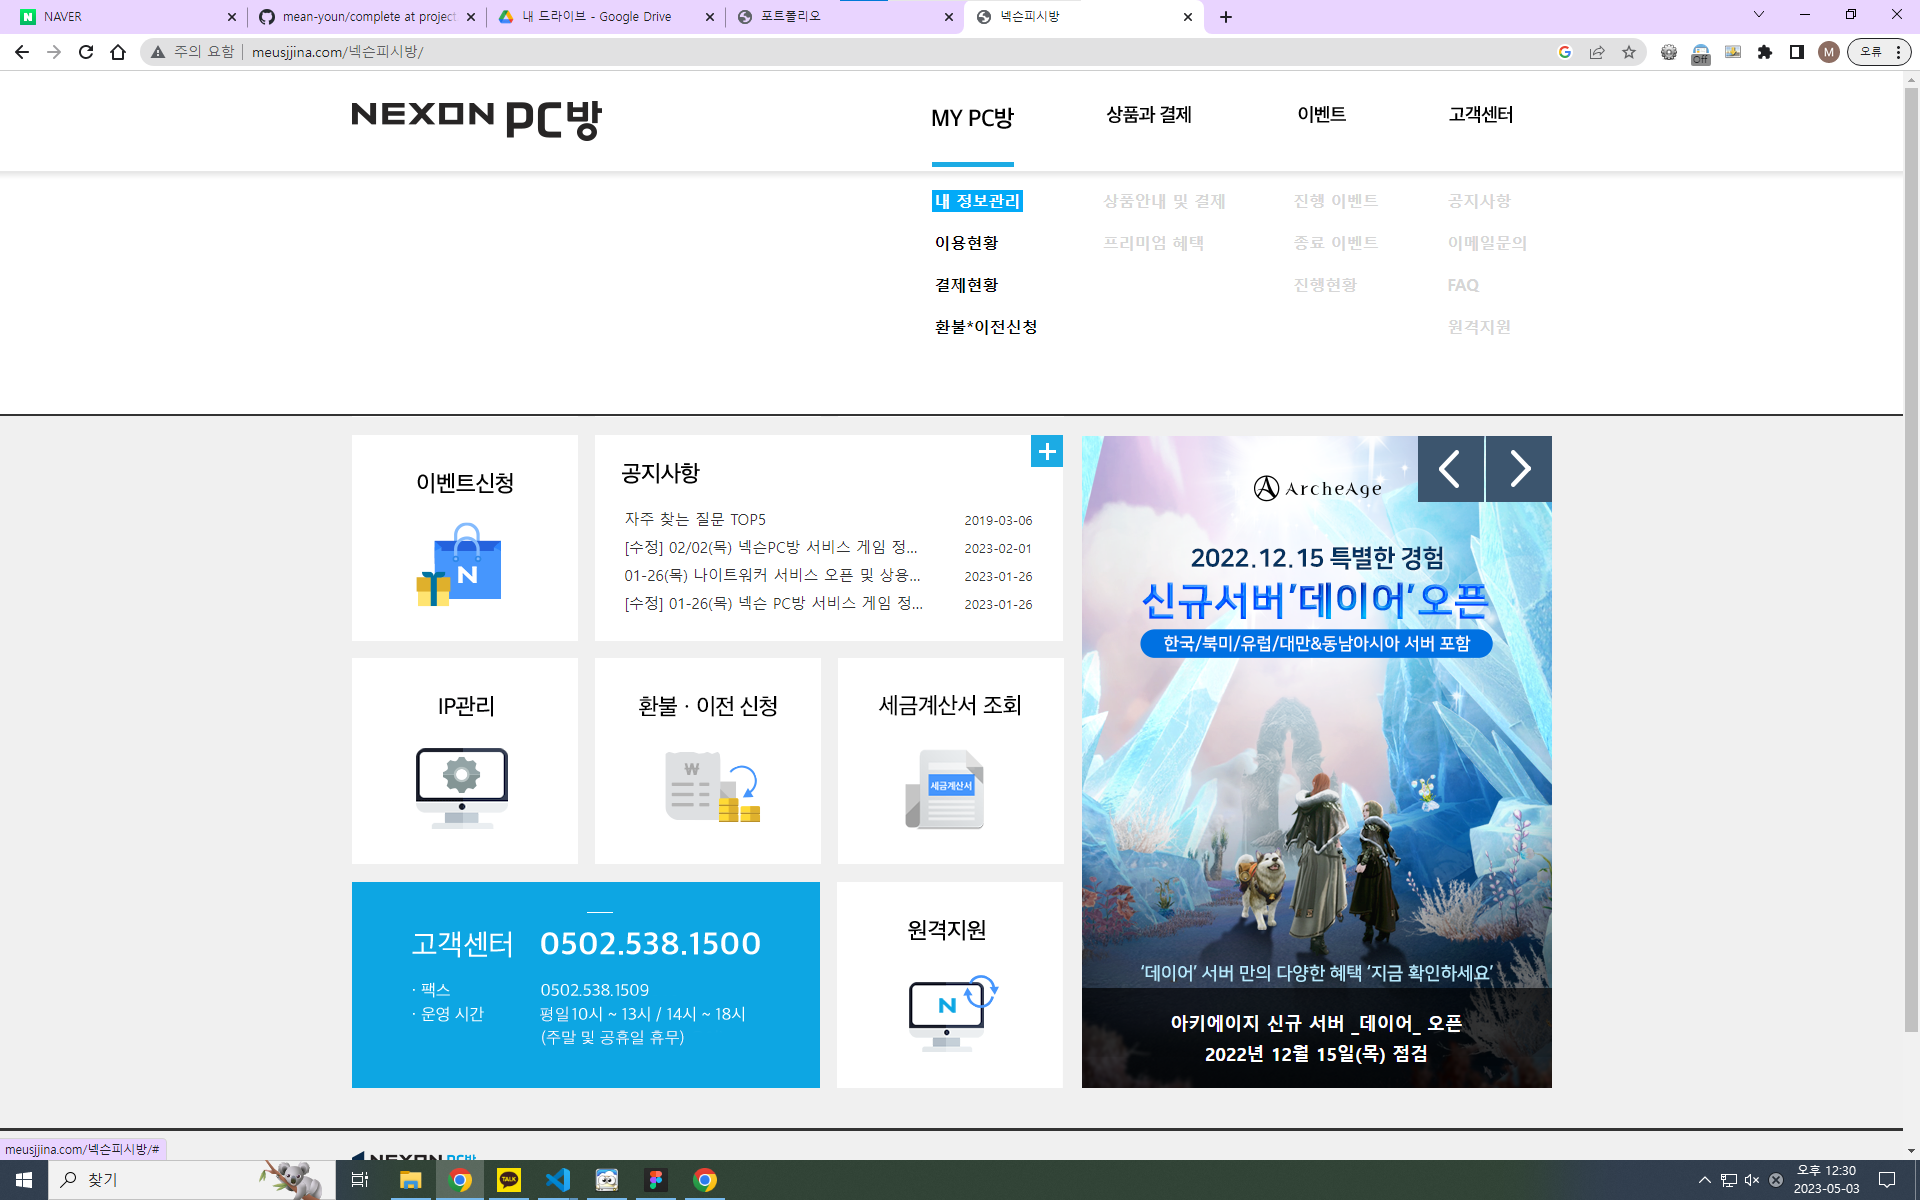 NAVER
mean-youn/complete at project
내 드라이브 - Google Drive
포트폴리오
넥슨피시방
주의 요함
meusjjina.com/넥슨피시방/
Off
M
오류
NEXON PC방
MY PC방
상품과 결제
이벤트
고객센터
내 정보관리
상품안내 및 결제
진행 이벤트
공지사항
이용현황
프리미엄 혜택
종료 이벤트
이메일문의
결제현황
진행현황
FAQ
환불*이전신청
원격지원
이벤트신청
N
공지사항
자주 찾는 질문 TOP5
2019-03-06
[수정] 02/02(목) 넥슨PC방 서비스 게임 정...
2023-02-01
01-26(목) 나이트워커 서비스 오픈 및 상용...
2023-01-26
[수정] 01-26(목) 넥슨 PC방 서비스 게임 정...
2023-01-26
IP관리
환불 · 이전 신청
W
세금계산서 조회
세금계산서
고객센터
0502.538.1500
· 팩스
0502.538.1509
· 운영 시간
평일10시 ~ 13시 / 14시 ~ 18시
(주말 및 공휴일 휴무)
원격지원
N
ArcheAge
2022.12.15 특별한 경험
신규서버'데이어'오픈
한국/북미/유럽/대만&동남아시아 서버 포함
‘데이어’ 서버 만의 다양한 혜택 ‘지금 확인하세요’
아키에이지 신규 서버 _데이어_ 오픈
2022년 12월 15일(목) 점검
NEXON PC방
meusjjina.com/넥슨피시방/#
찾기
TALK
오후 12:30
2023-05-03